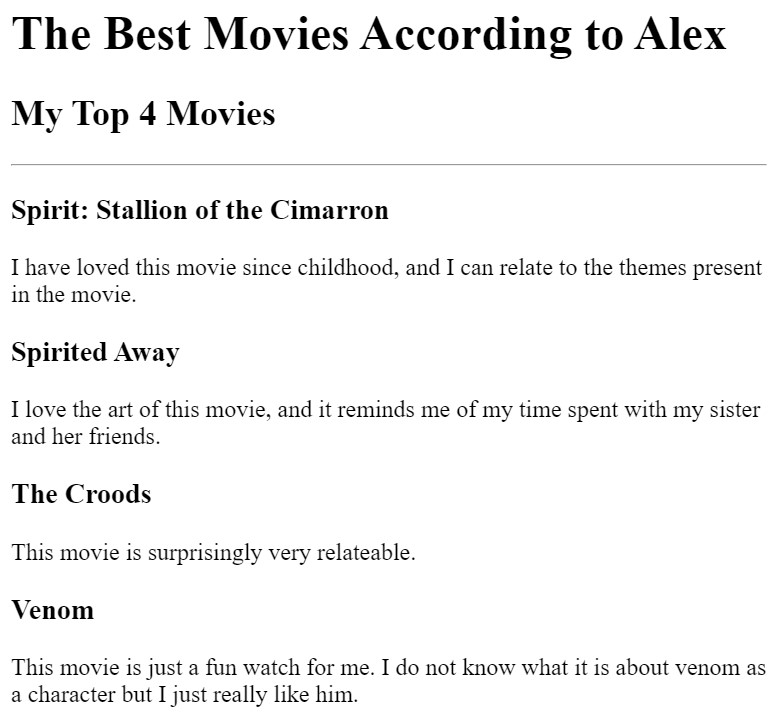 The Best Movies According to Alex
My Top 4 Movies
Spirit: Stallion of the Cimarron
I have loved this movie since childhood, and I can relate to the themes present
in the movie.
Spirited Away
I love the art of this movie, and it reminds me of my time spent with my sister
and her friends.
The Croods
This movie is surprisingly very relateable.
Venom
This movie is just a fun watch for me. I do not know what it is about venom as
a character but I just really like him.